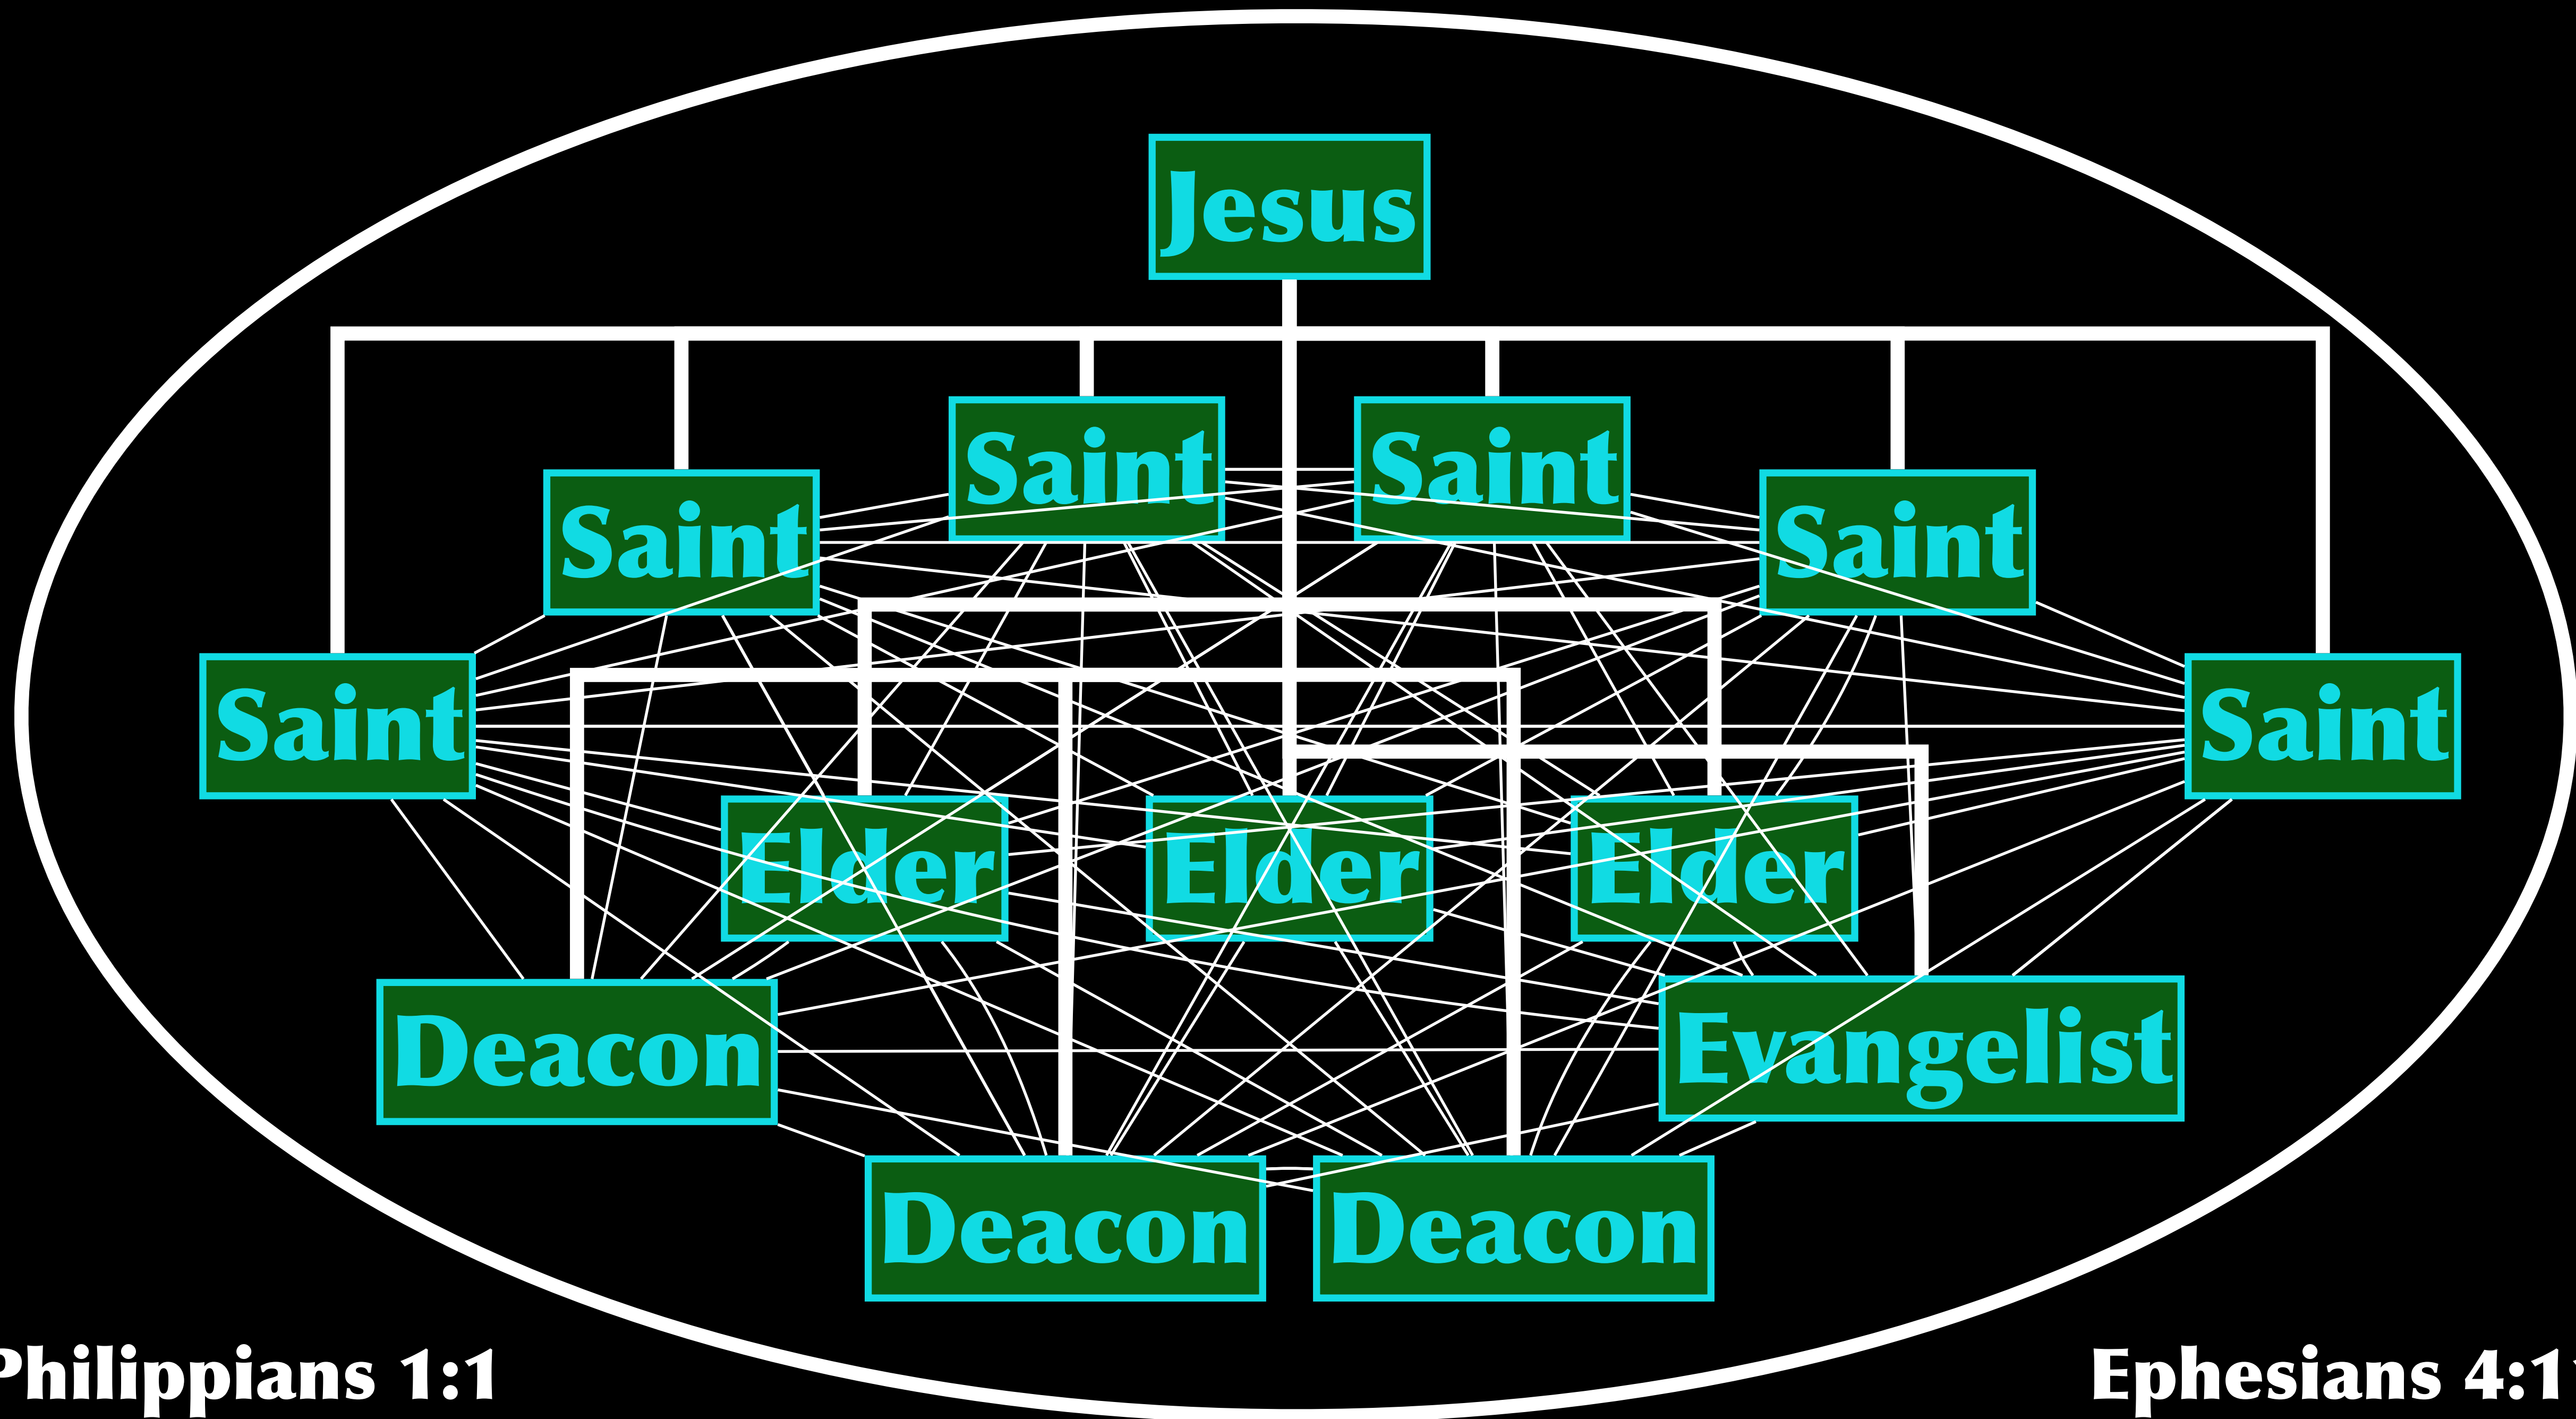 Jesus
Saint
Saint
Saint
Saint
Saint
Saint
Elder
Elder
Elder
Deacon
Evangelist
Deacon
Deacon
Philippians 1:1
Ephesians 4:11